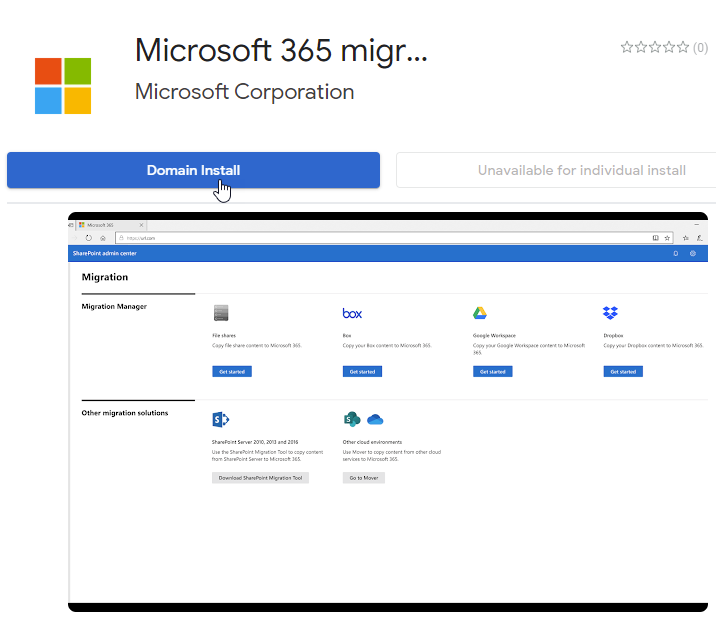 Microsoft 365 migr...
Microsoft Corporation
(0)
Domain Install
Unavailable for individual install
Microsoft 365
https://url.com
SharePoint admin center
Migration
Migration Manager
File shares
Copy file share content to Microsoft 365.
Get started
box
Box
Copy your Box content to Microsoft 365.
Get started
Google Workspace
Copy your Google Workspace content to Microsoft
365.
Get started
Dropbox
Copy your Dropbox content to Microsoft 365.
Get started
Other migration solutions
SharePoint Server 2010, 2013 and 2016
Use the SharePoint Migration Tool to copy content
from SharePoint Server to Microsoft 365.
Download SharePoint Migration Tool
Other cloud environments
Use Mover to copy content from other cloud
services to Microsoft 365.
Go to Mover